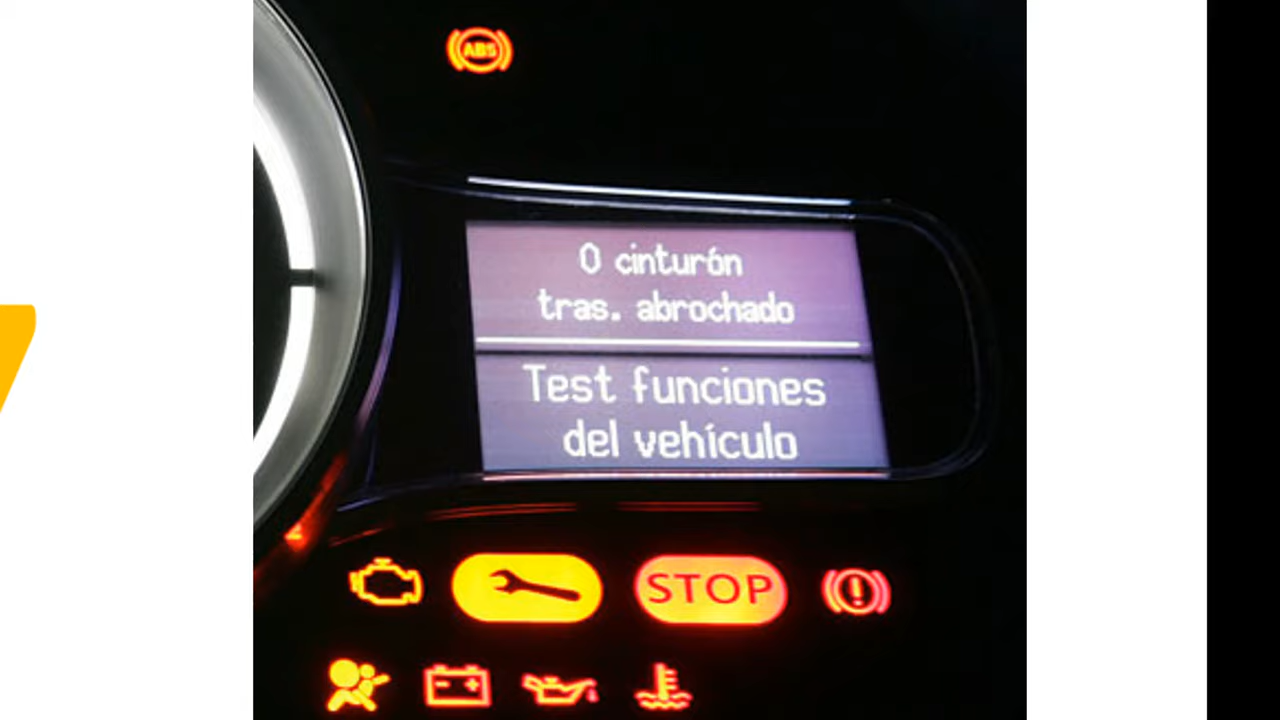 ABS
0 cinturón
tras. abrochado
Test funciones
del vehículo
STOP